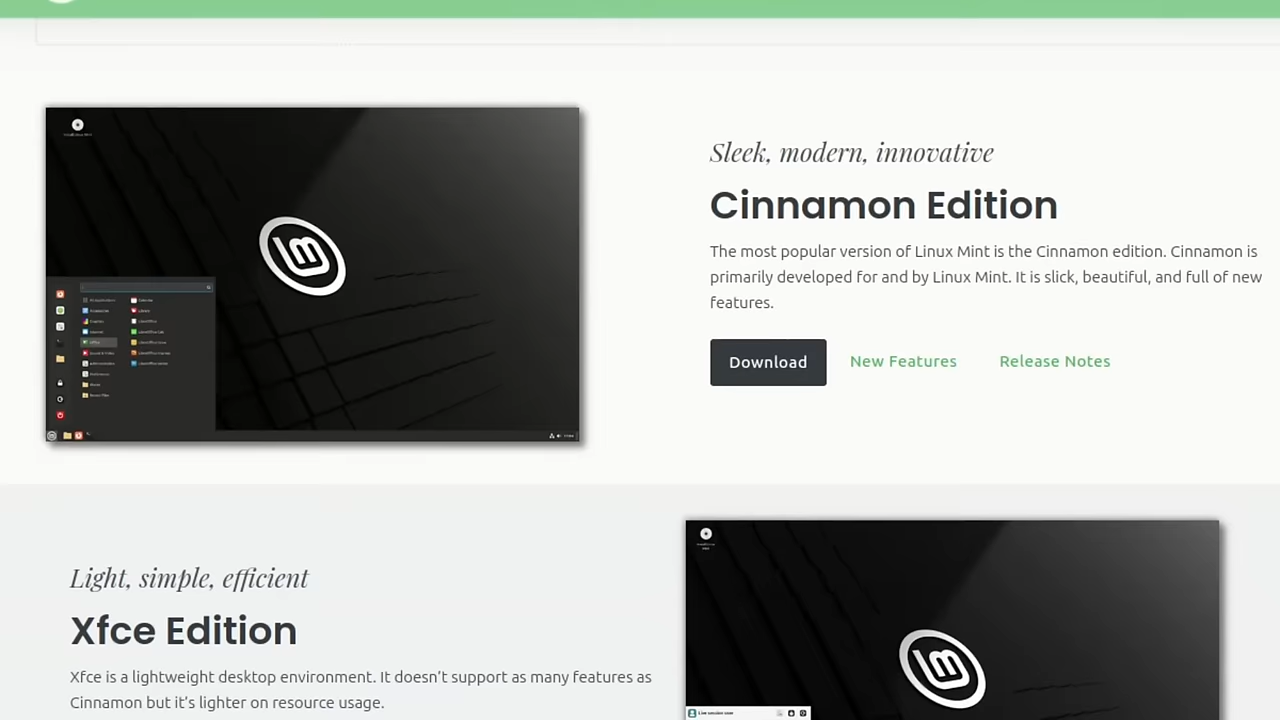 Sleek, modern, innovative
Cinnamon Edition
The most popular version of Linux Mint is the Cinnamon edition. Cinnamon is
primarily developed for and by Linux Mint. It is slick, beautiful, and full of new
features.
Download New Features Release Notes
Light, simple, efficient
Xfce Edition
Xfce is a lightweight desktop environment. It doesn’t support as many features as
Cinnamon but it’s lighter on resource usage.
Live session user